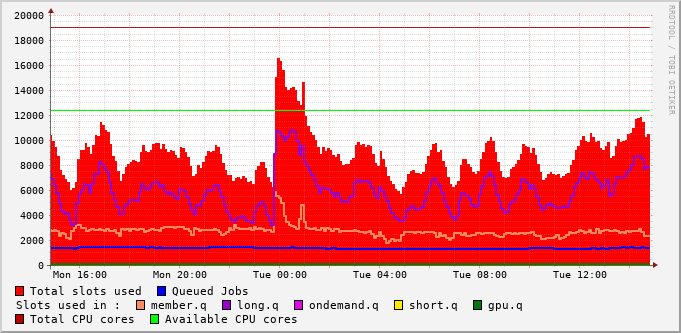 RRDTOOL / TOBI OETIKER
20000
18000
16000
14000
12000
10000
8000
6000
4000
2000
0
Mon 16:00 Mon 20:00 Tue 00:00 Tue 04:00 Tue 08:00 Tue 12:00
Total slots used Queued Jobs
Slots used in : member.q long.q ondemand.q short.q gpu.q
Total CPU cores Available CPU cores